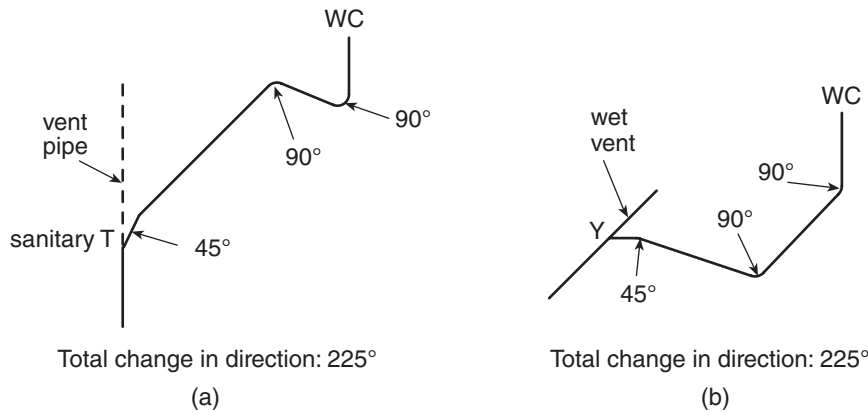 WC
vent
pipe
90°
90°
sanitary T
45°
Total change in direction: 225°
(a)
WC
wet
vent
90°
90°
Y
45°
Total change in direction: 225°
(b)